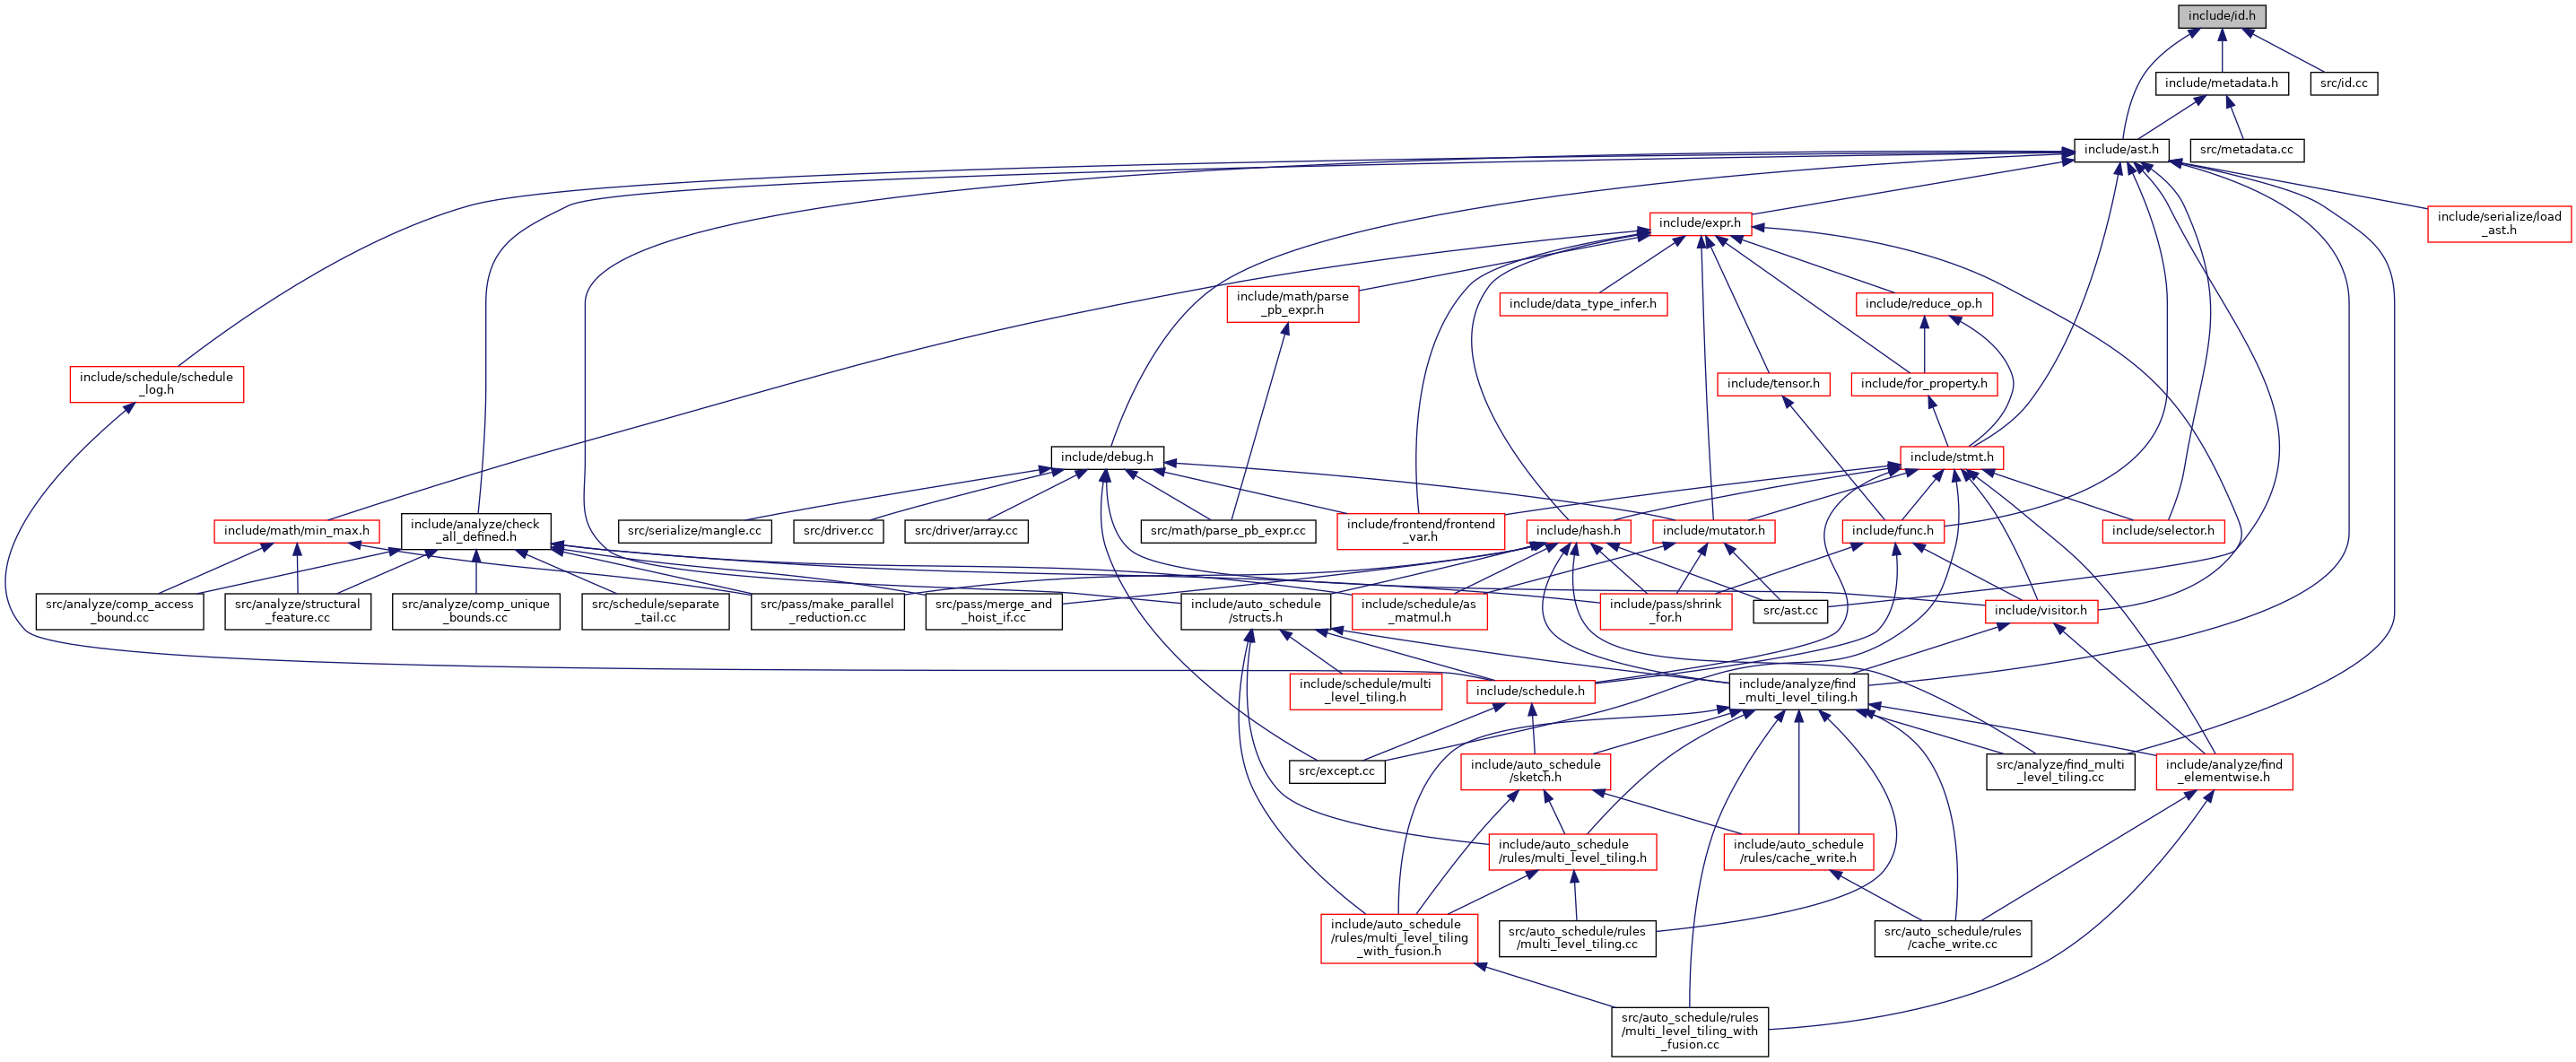 include/id.h
include/metadata.h
src/id.cc
include/ast.h
src/metadata.cc
include/expr.h
include/serialize/load
_ast.h
include/math/parse
_pb_expr.h
include/data_type_infer.h
include/reduce_op.h
include/schedule/schedule
_log.h
include/tensor.h
include/for_property.h
include/debug.h
include/stmt.h
include/math/min_max.h
include/analyze/check
_all_defined.h
src/serialize/mangle.cc
src/driver.cc
src/driver/array.cc
src/math/parse_pb_expr.cc
include/frontend/frontend
_var.h
include/hash.h
include/mutator.h
include/func.h
include/selector.h
src/analyze/comp_access
_bound.cc
src/analyze/structural
_feature.cc
src/analyze/comp_unique
_bounds.cc
src/schedule/separate
_tail.cc
src/pass/make_parallel
_reduction.cc
src/pass/merge_and
_hoist_if.cc
include/auto_schedule
/structs.h
include/schedule/as
_matmul.h
include/pass/shrink
_for.h
src/ast.cc
include/visitor.h
include/schedule/multi
_level_tiling.h
include/schedule.h
include/analyze/find
_multi_level_tiling.h
src/except.cc
include/auto_schedule
/sketch.h
src/analyze/find_multi
_level_tiling.cc
include/analyze/find
_elementwise.h
include/auto_schedule
/rules/multi_level_tiling.h
include/auto_schedule
/rules/cache_write.h
include/auto_schedule
/rules/multi_level_tiling
_with_fusion.h
src/auto_schedule/rules
/multi_level_tiling.cc
src/auto_schedule/rules
/cache_write.cc
src/auto_schedule/rules
/multi_level_tiling_with
_fusion.cc